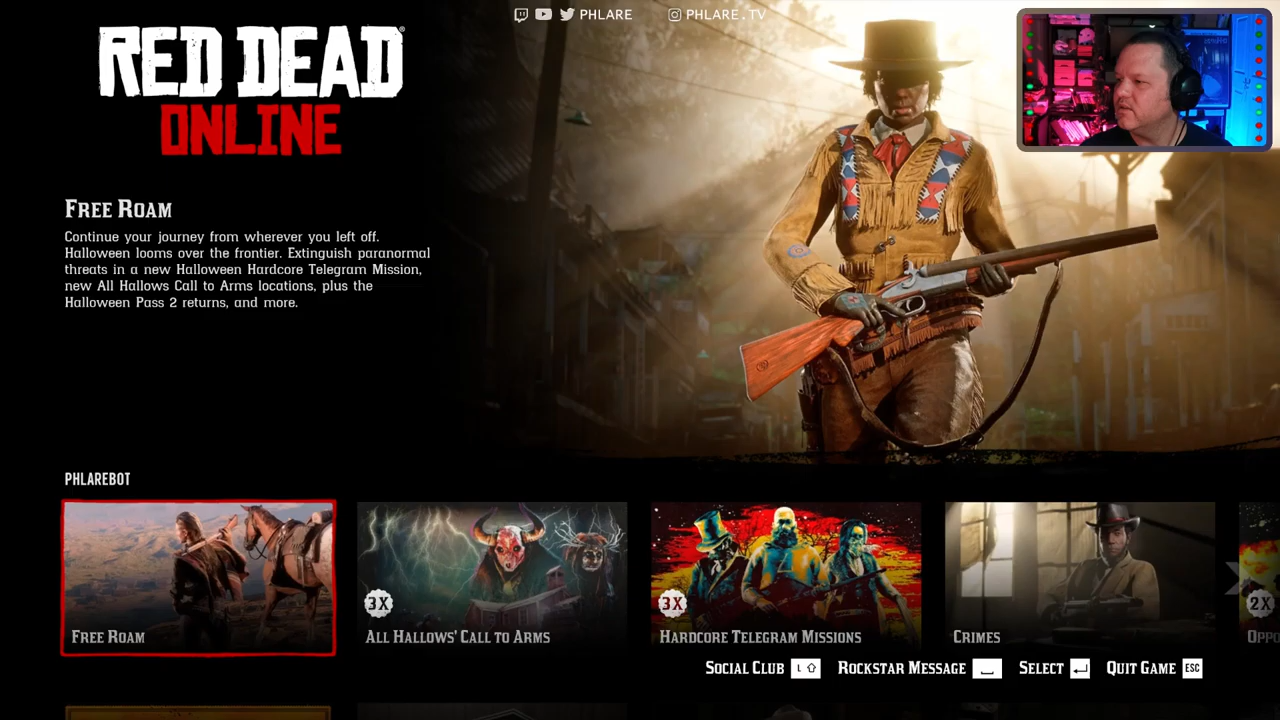 PHLARE
PHLARE.TV
RED DEAD®
ONLINE
FREE ROAM
Continue your journey from wherever you left off.
Halloween looms over the frontier. Extinguish paranormal
threats in a new Halloween Hardcore Telegram Mission,
new All Hallows Call to Arms locations, plus the
Halloween Pass 2 returns, and more.
PHLAREBOT
FREE ROAM
3X
ALL HALLOWS' CALL TO ARMS
3X
HARDCORE TELEGRAM MISSIONS
CRIMES
2X
OPPO
SOCIAL CLUB L ⇧ ROCKSTAR MESSAGE SELECT QUIT GAME ESC